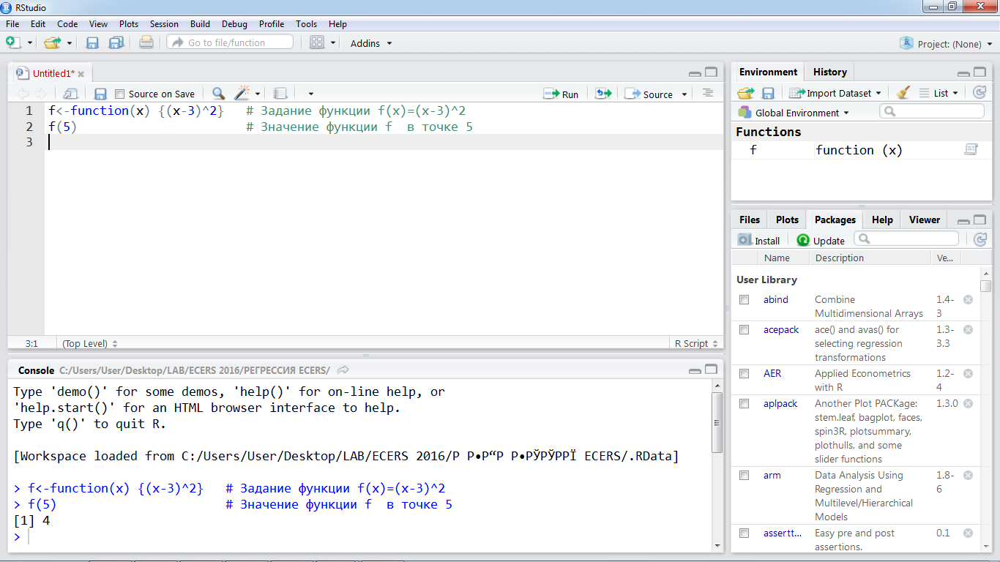 RStudio
File Edit Code View Plots Session Build Debug Profile Tools Help
Go to file/function Addins Project: (None)
Untitled1*
Source on Save Run Source
1 f<-function(x) {(x-3)^2} # Задание функции f(x)=(x-3)^2
2 f(5) # Значение функции f в точке 5
3
3:1 (Top Level) R Script
Console C:/Users/User/Desktop/LAB/ECERS 2016/РЕГРЕССИЯ ECERS/
Type 'demo()' for some demos, 'help()' for on-line help, or
'help.start()' for an HTML browser interface to help.
Type 'q()' to quit R.
[Workspace loaded from C:/Users/User/Desktop/LAB/ECERS 2016/Р Р•Р“Р Р•РЎРЎРРЇ ECERS/.RData]
> f<-function(x) {(x-3)^2} # Задание функции f(x)=(x-3)^2
> f(5) # Значение функции f в точке 5
[1] 4
>
Environment History
Import Dataset List
Global Environment
Functions
f function (x)
Files Plots Packages Help Viewer
Install Update
Name Description Ve...
User Library
abind Combine 1.4-
Multidimensional Arrays 3
acepack ace() and avas() for 1.3-
selecting regression 3.3
transformations
AER Applied Econometrics 1.2-
with R 4
aplpack Another Plot PACKage: 1.3.0
stem.leaf, bagplot, faces,
spin3R, plotsummary,
plothulls, and some
slider functions
arm Data Analysis Using 1.8-
Regression and 6
Multilevel/Hierarchical
Models
assertt... Easy pre and post 0.1
assertions.